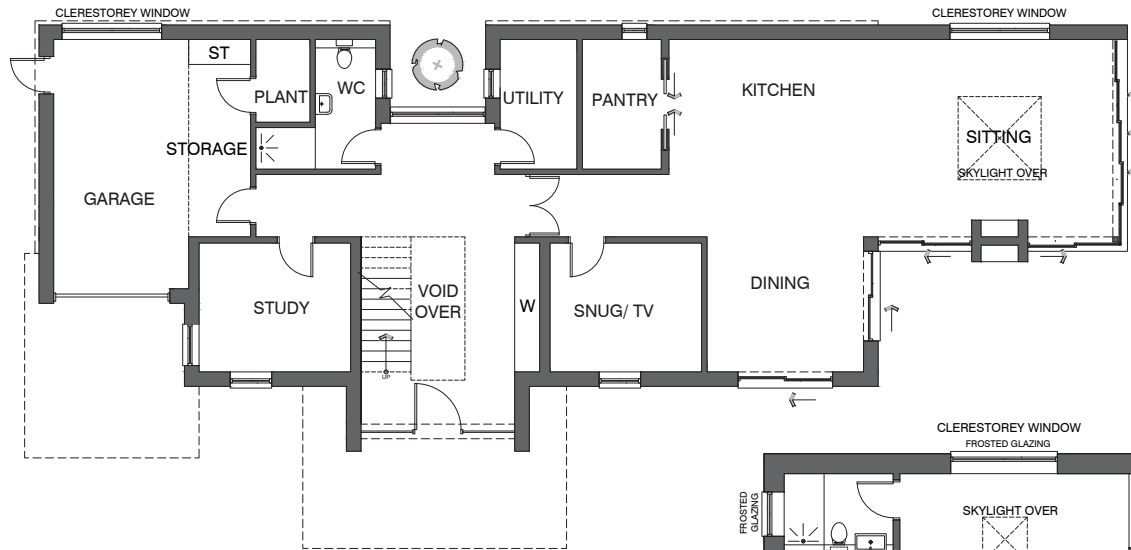 CLERESTOREY WINDOW
CLERESTOREY WINDOW
ST
PLANT
WC
UTILITY
PANTRY
KITCHEN
SITTING
SKYLIGHT OVER
STORAGE
GARAGE
STUDY
VOID
OVER
W
SNUG/ TV
DINING
UP
CLERESTOREY WINDOW
FROSTED GLAZING
FROSTED
GLAZING
SKYLIGHT OVER